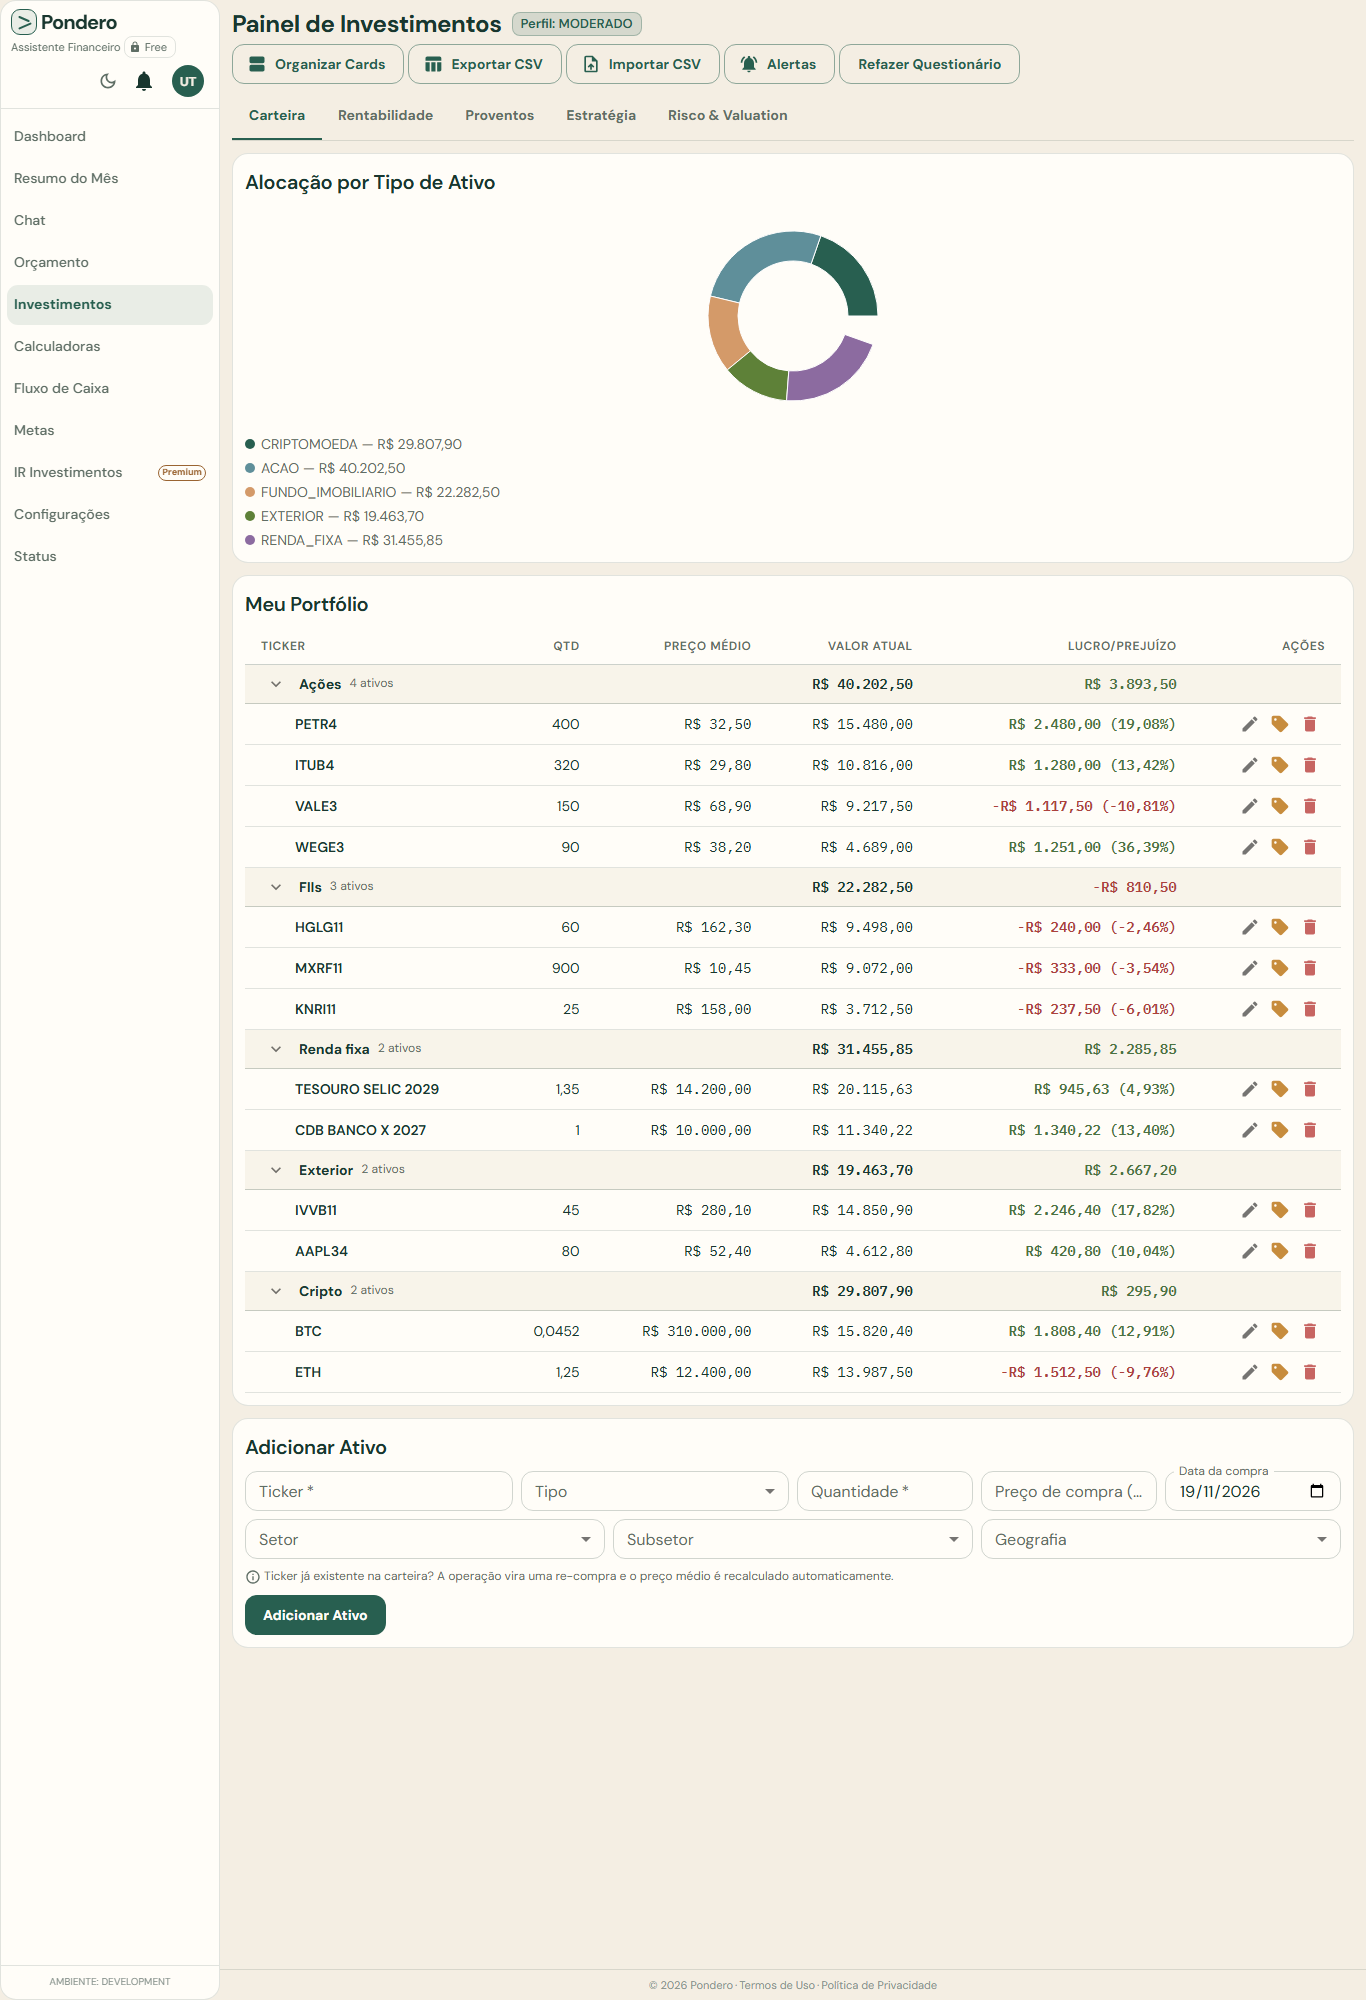 Pondero
Assistente Financeiro Free
UT
Dashboard
Resumo do Mês
Chat
Orçamento
Investimentos
Calculadoras
Fluxo de Caixa
Metas
IR Investimentos Premium
Configurações
Status
AMBIENTE: DEVELOPMENT
Painel de Investimentos Perfil: MODERADO
Organizar Cards Exportar CSV Importar CSV Alertas Refazer Questionário
Carteira Rentabilidade Proventos Estratégia Risco & Valuation
Alocação por Tipo de Ativo
CRIPTOMOEDA — R$ 29.807,90
ACAO — R$ 40.202,50
FUNDO_IMOBILIARIO — R$ 22.282,50
EXTERIOR — R$ 19.463,70
RENDA_FIXA — R$ 31.455,85
Meu Portfólio
TICKER QTD PREÇO MÉDIO VALOR ATUAL LUCRO/PREJUÍZO AÇÕES
Ações 4 ativos R$ 40.202,50 R$ 3.893,50
PETR4 400 R$ 32,50 R$ 15.480,00 R$ 2.480,00 (19,08%)
ITUB4 320 R$ 29,80 R$ 10.816,00 R$ 1.280,00 (13,42%)
VALE3 150 R$ 68,90 R$ 9.217,50 -R$ 1.117,50 (-10,81%)
WEGE3 90 R$ 38,20 R$ 4.689,00 R$ 1.251,00 (36,39%)
FIIs 3 ativos R$ 22.282,50 -R$ 810,50
HGLG11 60 R$ 162,30 R$ 9.498,00 -R$ 240,00 (-2,46%)
MXRF11 900 R$ 10,45 R$ 9.072,00 -R$ 333,00 (-3,54%)
KNRI11 25 R$ 158,00 R$ 3.712,50 -R$ 237,50 (-6,01%)
Renda fixa 2 ativos R$ 31.455,85 R$ 2.285,85
TESOURO SELIC 2029 1,35 R$ 14.200,00 R$ 20.115,63 R$ 945,63 (4,93%)
CDB BANCO X 2027 1 R$ 10.000,00 R$ 11.340,22 R$ 1.340,22 (13,40%)
Exterior 2 ativos R$ 19.463,70 R$ 2.667,20
IVVB11 45 R$ 280,10 R$ 14.850,90 R$ 2.246,40 (17,82%)
AAPL34 80 R$ 52,40 R$ 4.612,80 R$ 420,80 (10,04%)
Cripto 2 ativos R$ 29.807,90 R$ 295,90
BTC 0,0452 R$ 310.000,00 R$ 15.820,40 R$ 1.808,40 (12,91%)
ETH 1,25 R$ 12.400,00 R$ 13.987,50 -R$ 1.512,50 (-9,76%)
Adicionar Ativo
Data da compra
Ticker * Tipo Quantidade * Preço de compra (... 19/11/2026
Setor Subsetor Geografia
Ticker já existente na carteira? A operação vira uma re-compra e o preço médio é recalculado automaticamente.
Adicionar Ativo
© 2026 Pondero · Termos de Uso · Política de Privacidade